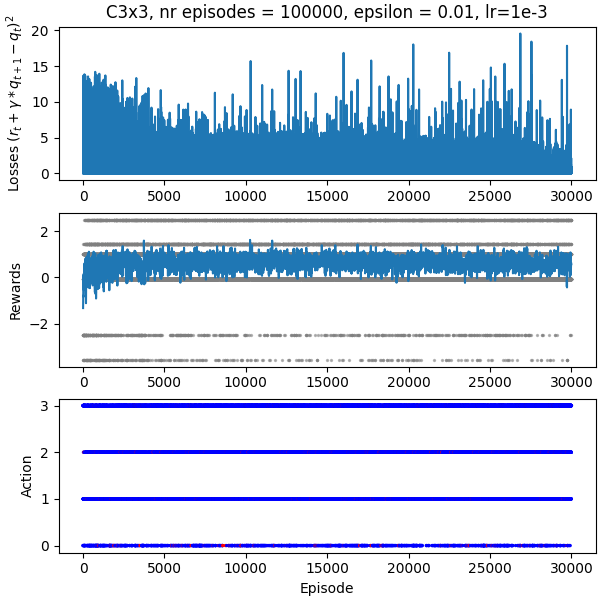 C3x3, nr episodes = 100000, epsilon = 0.01, lr=1e-3
Losses $(r_t + \gamma * q_{t+1} - q_t)^2$
20
15
10
5
0
0 5000 10000 15000 20000 25000 30000
Rewards
2
0
−2
0 5000 10000 15000 20000 25000 30000
Action
3
2
1
0
0 5000 10000 15000 20000 25000 30000
Episode